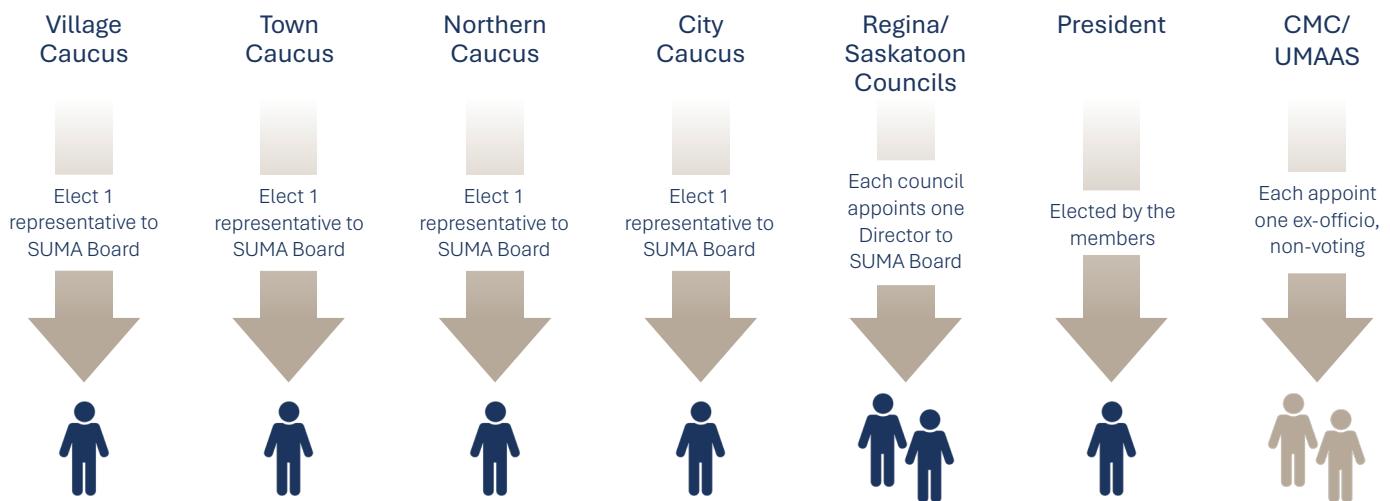 Village
Caucus
Elect 1
representative to
SUMA Board
Town
Caucus
Elect 1
representative to
SUMA Board
Northern
Caucus
Elect 1
representative to
SUMA Board
City
Caucus
Elect 1
representative to
SUMA Board
Regina/
Saskatoon
Councils
Each council
appoints one
Director to
SUMA Board
President
Elected by the
members
CMC/
UMAAS
Each appoint
one ex-officio,
non-voting